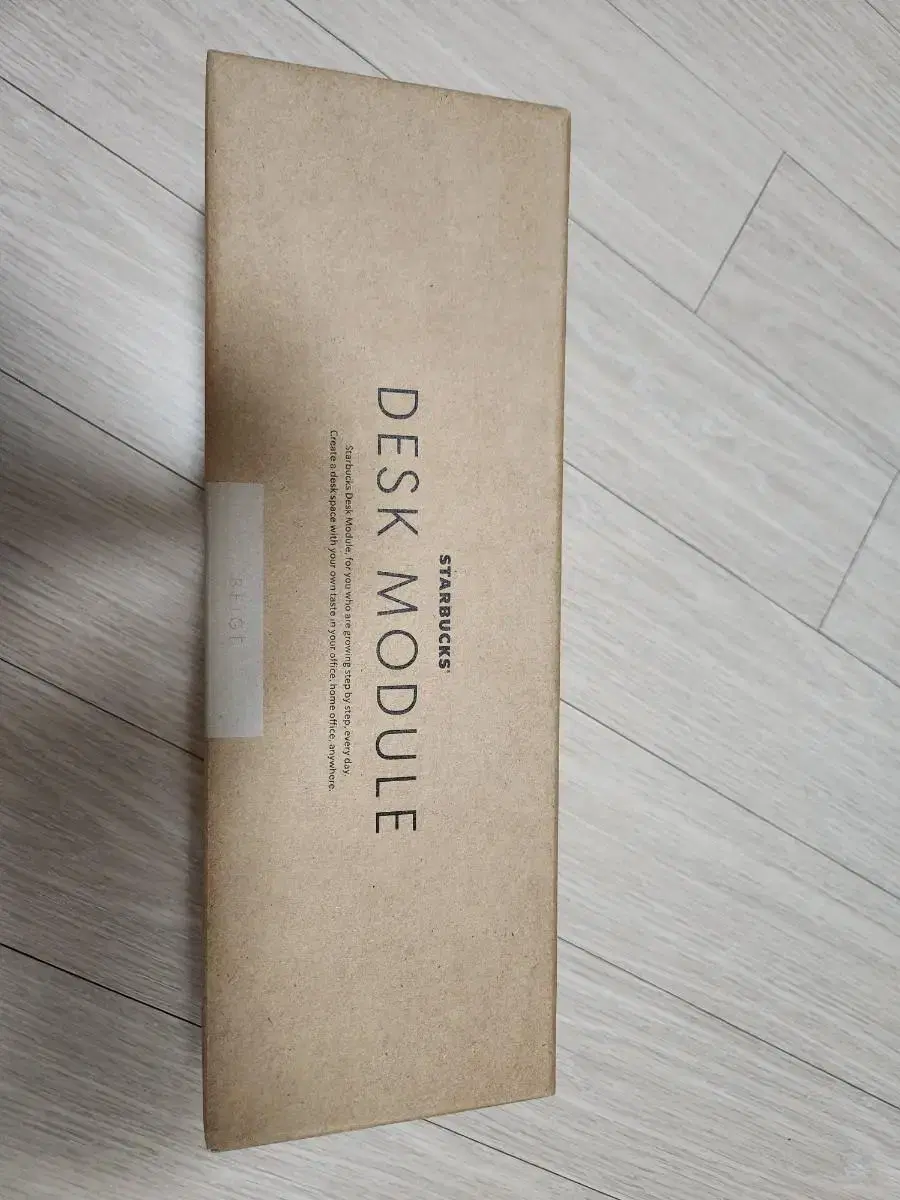 STARBUCKS®
DESK MODULE
Starbucks Desk Module, for you who are growing step by step, every day.
Create a desk space with your own taste in your office, home office, anywhere.
BEIGE